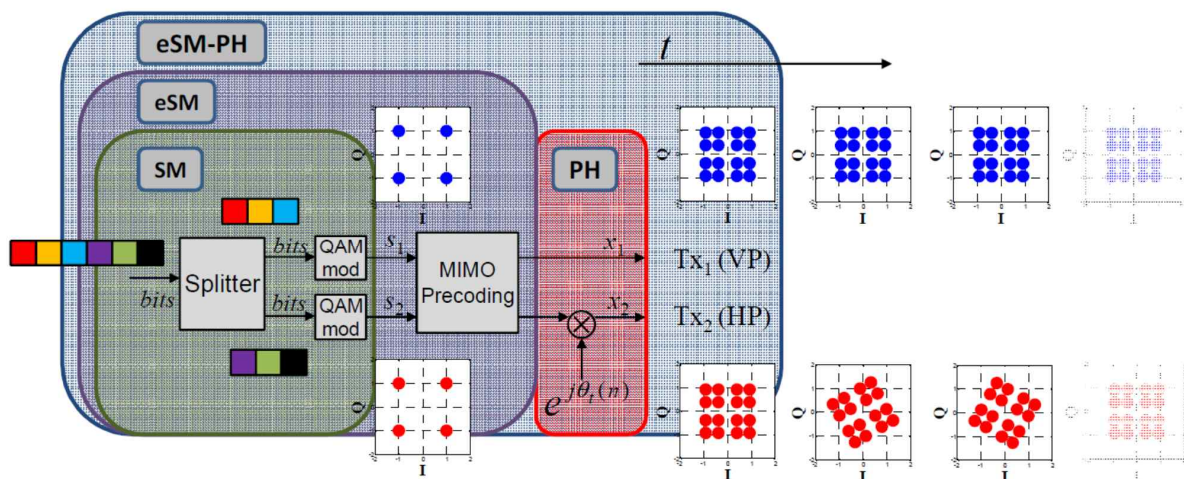 eSM-PH
t
eSM
SM
PH
bits
Splitter
bits
bits
QAM
mod
QAM
mod
s1
s2
MIMO
Precoding
x1
x2
Tx1 (VP)
Tx2 (HP)
e^jθt(n)
Q
I
Q
I
Q
I
Q
I
Q
I
Q
I
Q
I
Q
I
Q
I
Q
I